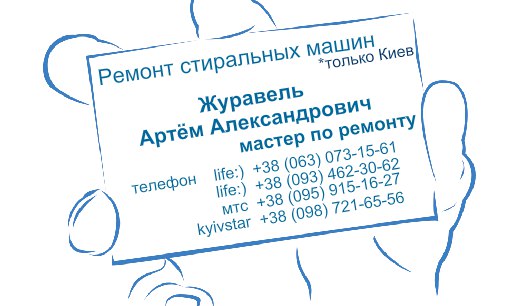 Ремонт стиральных машин
*только Киев
Журавель
Артём Александрович
мастер по ремонту
телефон life:) +38 (063) 073-15-61
life:) +38 (093) 462-30-62
мтс +38 (095) 915-16-27
kyivstar +38 (098) 721-65-56